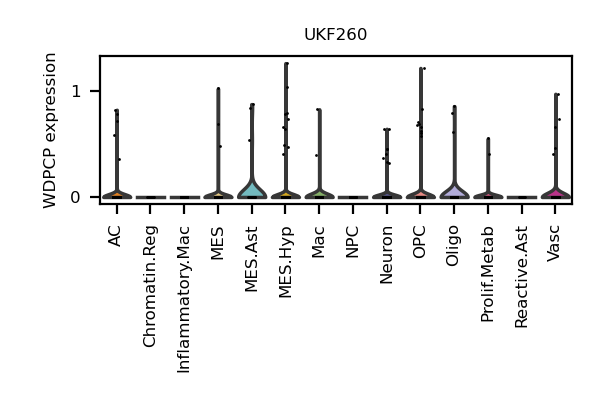 UKF260
WDPCP expression
1
0
AC
Chromatin.Reg
Inflammatory.Mac
MES
MES.Ast
MES.Hyp
Mac
NPC
Neuron
OPC
Oligo
Prolif.Metab
Reactive.Ast
Vasc